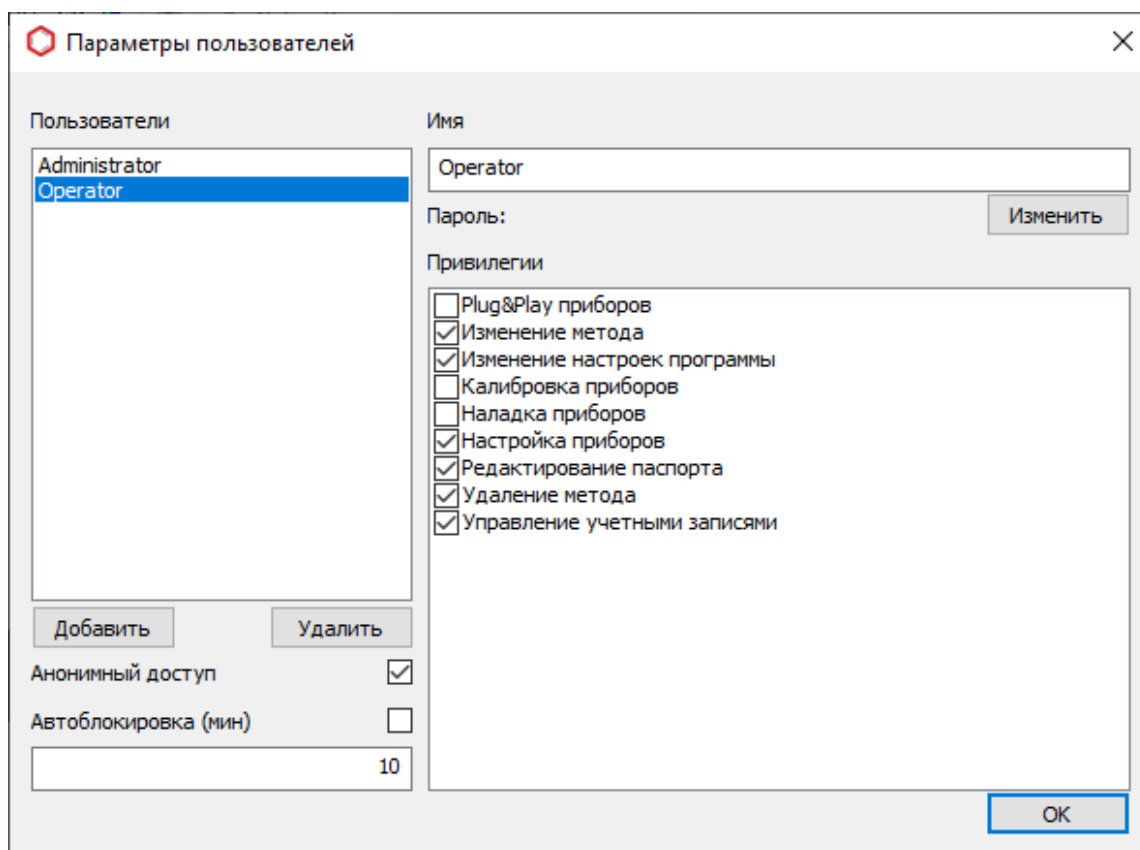 Параметры пользователей
Пользователи
Administrator
Operator
Добавить
Удалить
Анонимный доступ
Автоблокировка (мин)
10
Имя
Operator
Пароль:
Изменить
Привилегии
Plug&Play приборов
Изменение метода
Изменение настроек программы
Калибровка приборов
Наладка приборов
Настройка приборов
Редактирование паспорта
Удаление метода
Управление учетными записями
OK